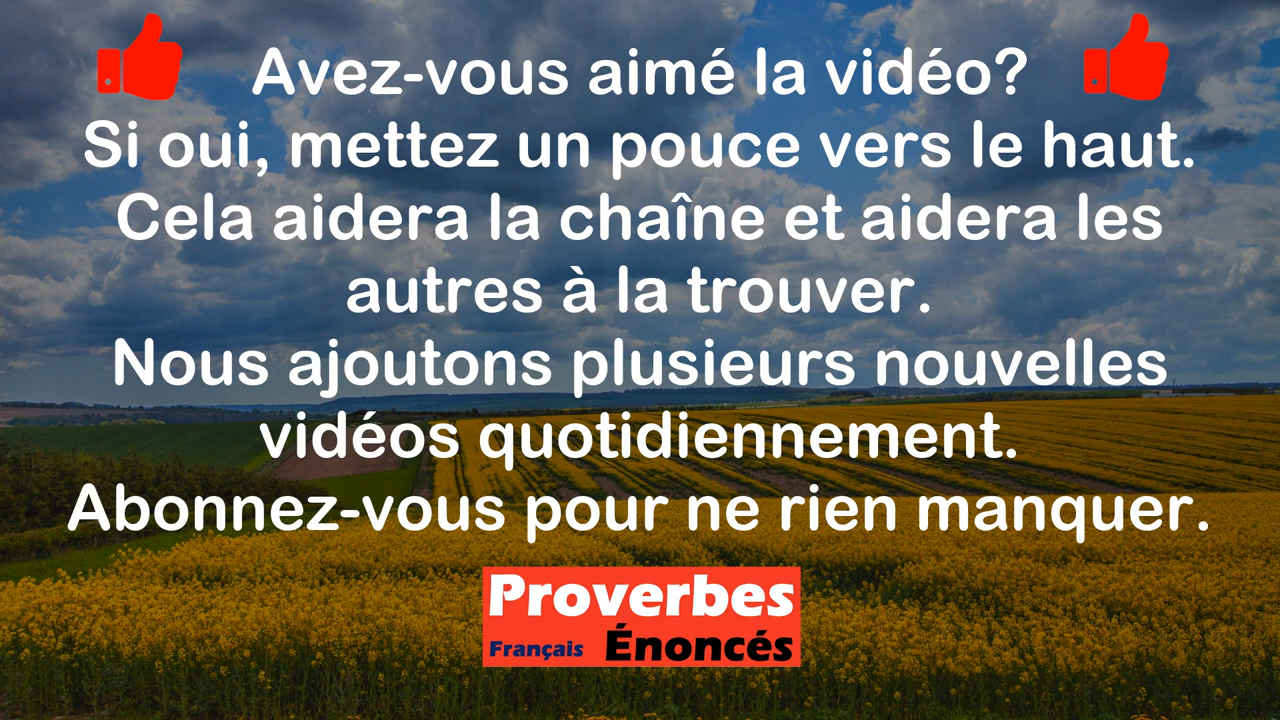 Avez-vous aimé la vidéo?
Si oui, mettez un pouce vers le haut.
Cela aidera la chaîne et aidera les
autres à la trouver.
Nous ajoutons plusieurs nouvelles
vidéos quotidiennement.
Abonnez-vous pour ne rien manquer.
Proverbes
Français Énoncés